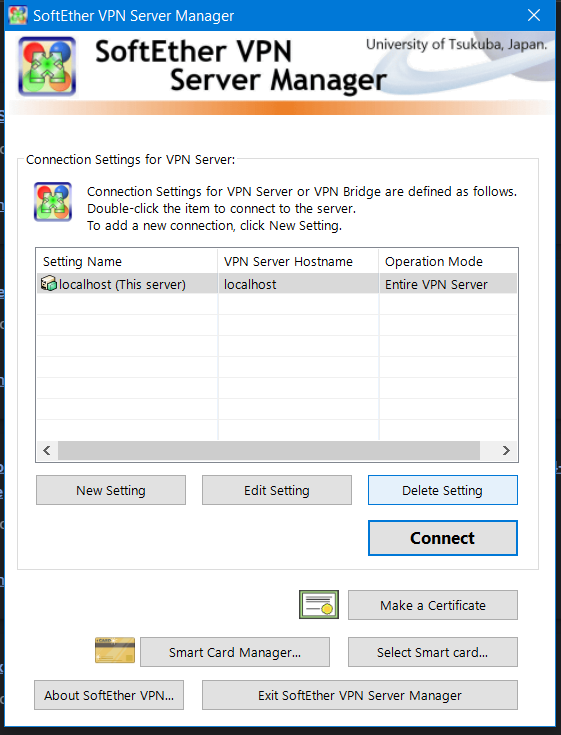 SoftEther VPN Server Manager
SoftEther VPN
Server Manager
University of Tsukuba, Japan.
Connection Settings for VPN Server:
Connection Settings for VPN Server or VPN Bridge are defined as follows.
Double-click the item to connect to the server.
To add a new connection, click New Setting.
Setting Name VPN Server Hostname Operation Mode
localhost (This server) localhost Entire VPN Server
New Setting Edit Setting Delete Setting
Connect
Make a Certificate
Smart Card Manager... Select Smart card...
About SoftEther VPN... Exit SoftEther VPN Server Manager